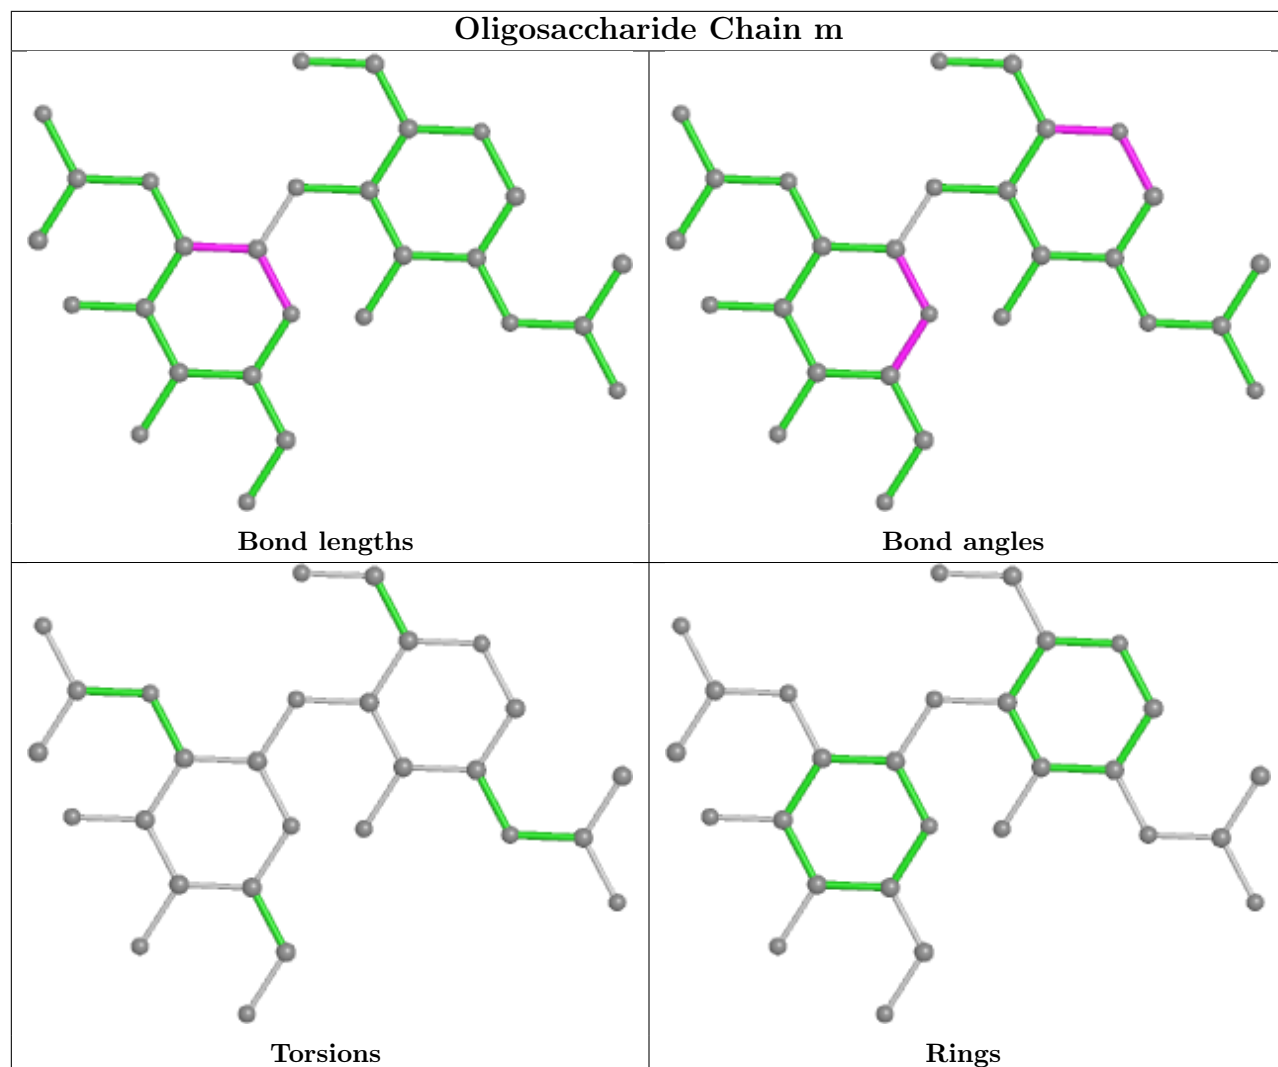 Oligosaccharide Chain m
Bond lengths
Bond angles
Torsions
Rings